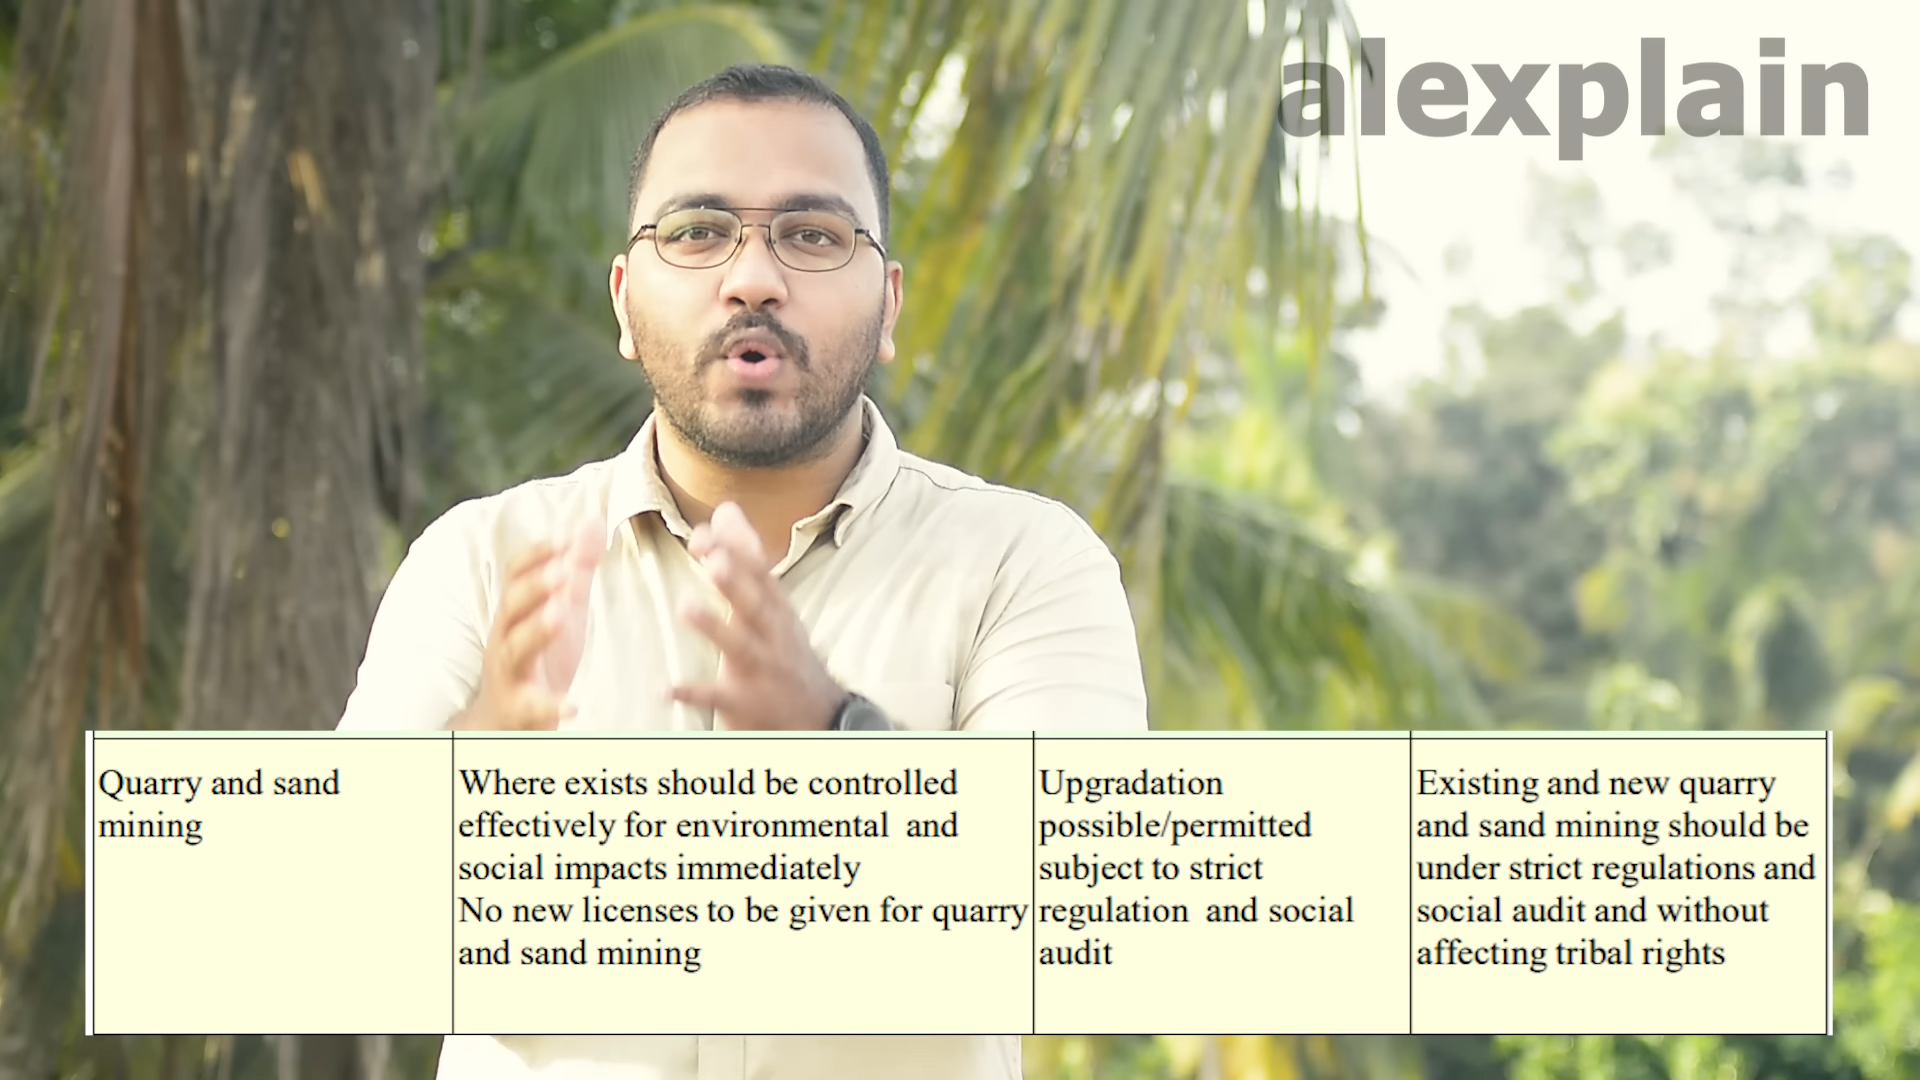 alexplain
Quarry and sand
mining
Where exists should be controlled
effectively for environmental and
social impacts immediately
No new licenses to be given for quarry
and sand mining
Upgradation
possible/permitted
subject to strict
regulation and social
audit
Existing and new quarry
and sand mining should be
under strict regulations and
social audit and without
affecting tribal rights